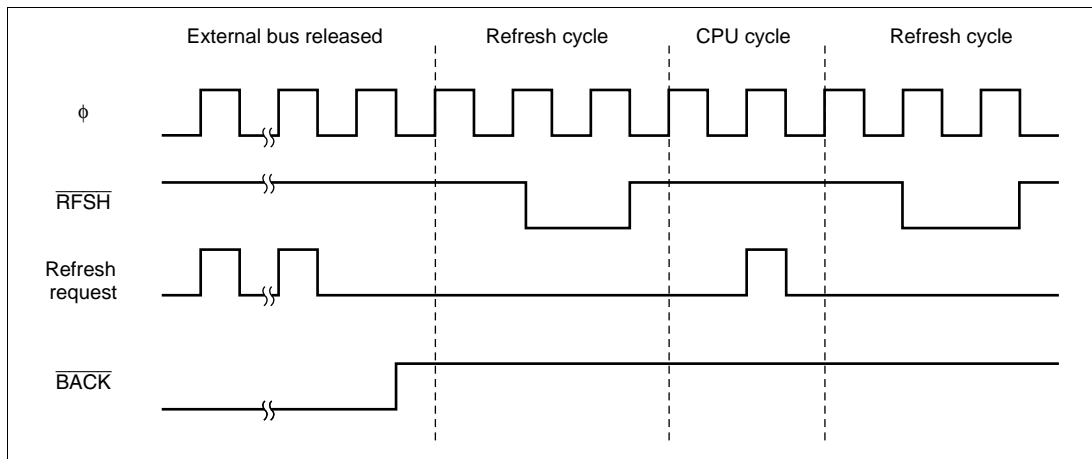 External bus released Refresh cycle CPU cycle Refresh cycle
ϕ
RFSH
Refresh
request
BACK